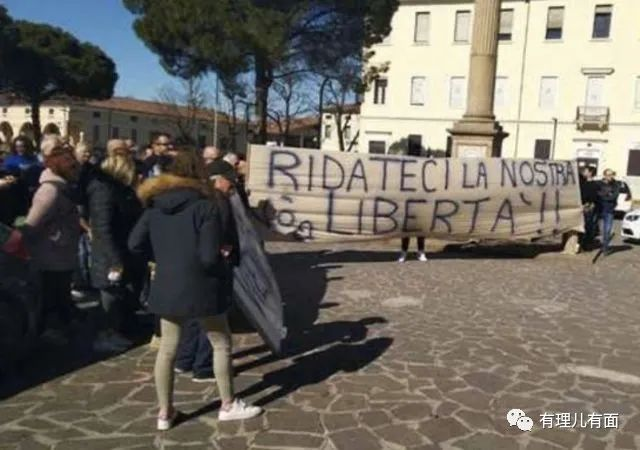 RIDATECI LA NOSTRA
LIBERTA'!!
有理儿有面